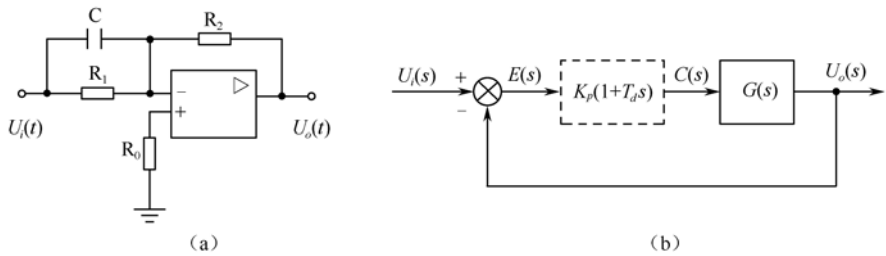 C
R₂
R₁
−
+
▷
Uᵢ(t)
Uₒ(t)
R₀
(a)
Uᵢ(s)
+
−
E(s)
Kₚ(1+T_d s)
C(s)
G(s)
Uₒ(s)
(b)